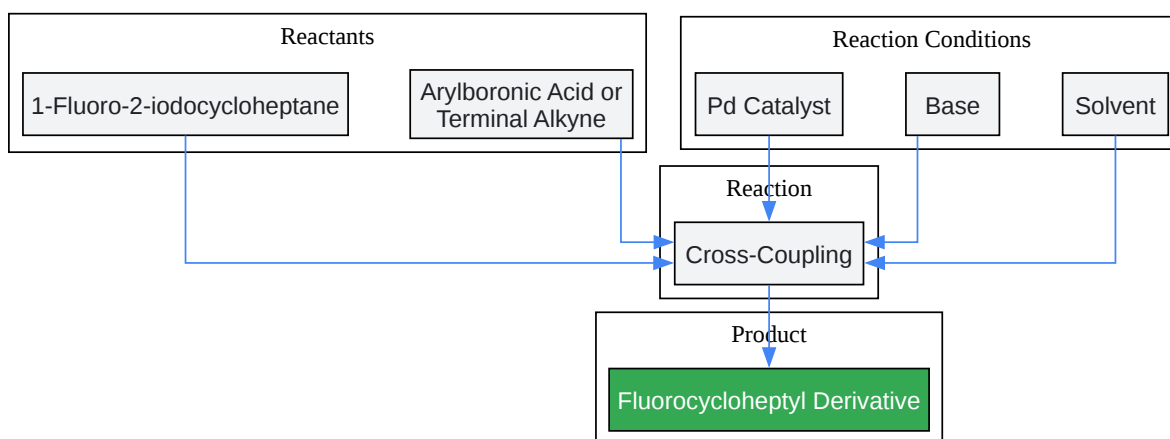 Reactants
Reaction Conditions
1-Fluoro-2-iodocycloheptane
Arylboronic Acid or
Terminal Alkyne
Pd Catalyst
Base
Solvent
Reaction
Cross-Coupling
Product
Fluorocycloheptyl Derivative